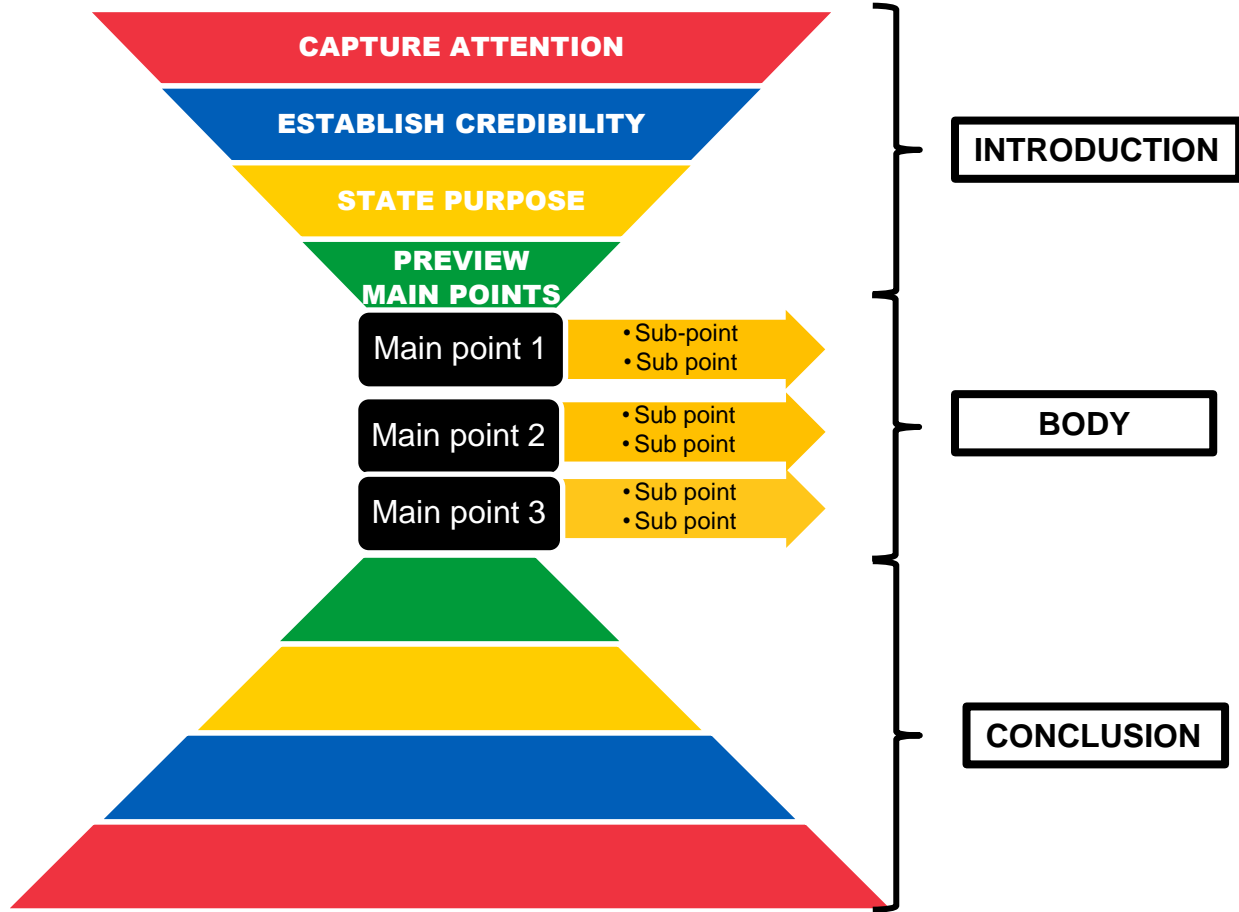 CAPTURE ATTENTION
ESTABLISH CREDIBILITY
STATE PURPOSE
PREVIEW
MAIN POINTS
INTRODUCTION
Main point 1
• Sub-point
• Sub point
Main point 2
• Sub point
• Sub point
Main point 3
• Sub point
• Sub point
BODY
CONCLUSION